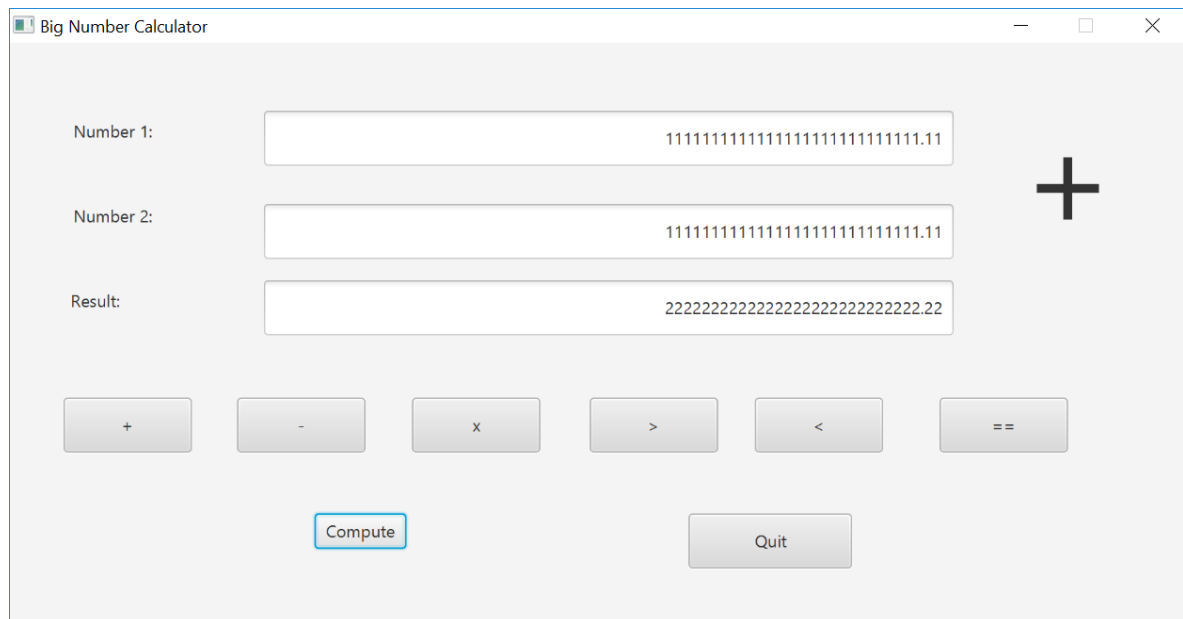 Big Number Calculator
Number 1:
1111111111111111111111111111.11
+
Number 2:
1111111111111111111111111111.11
Result:
2222222222222222222222222222.22
+ - x > < ==
Compute Quit